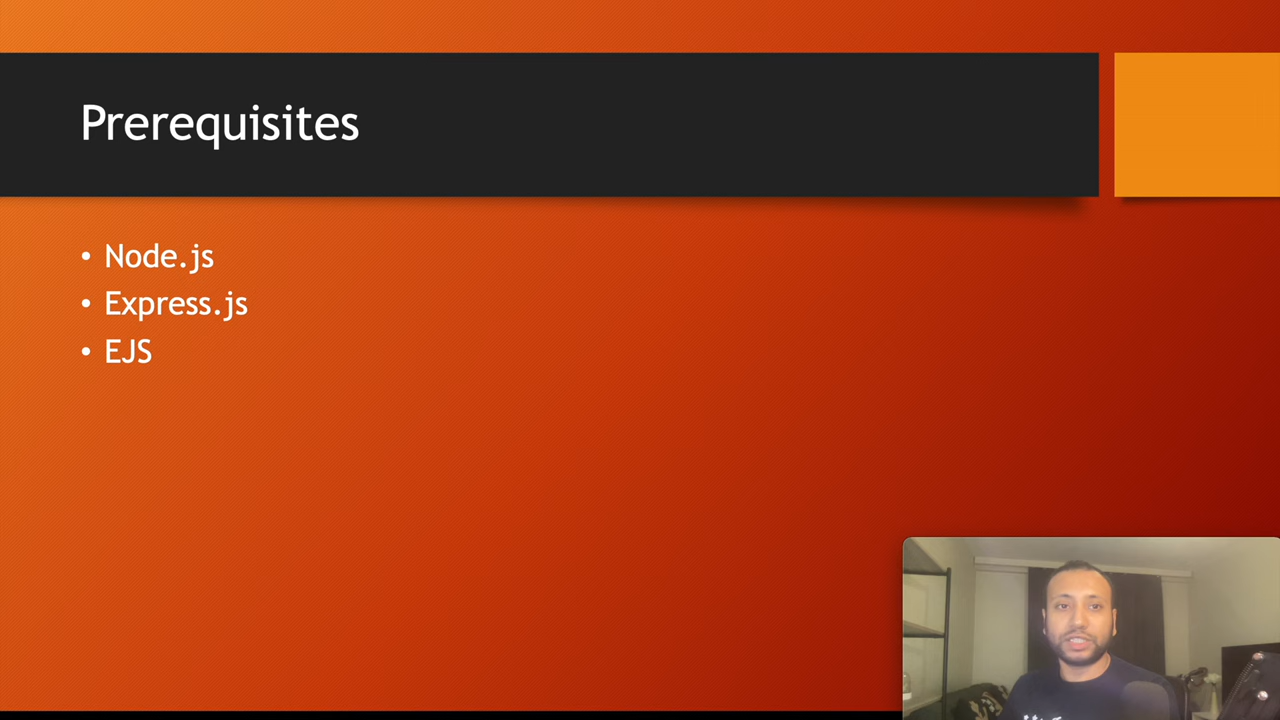 Prerequisites
• Node.js
• Express.js
• EJS